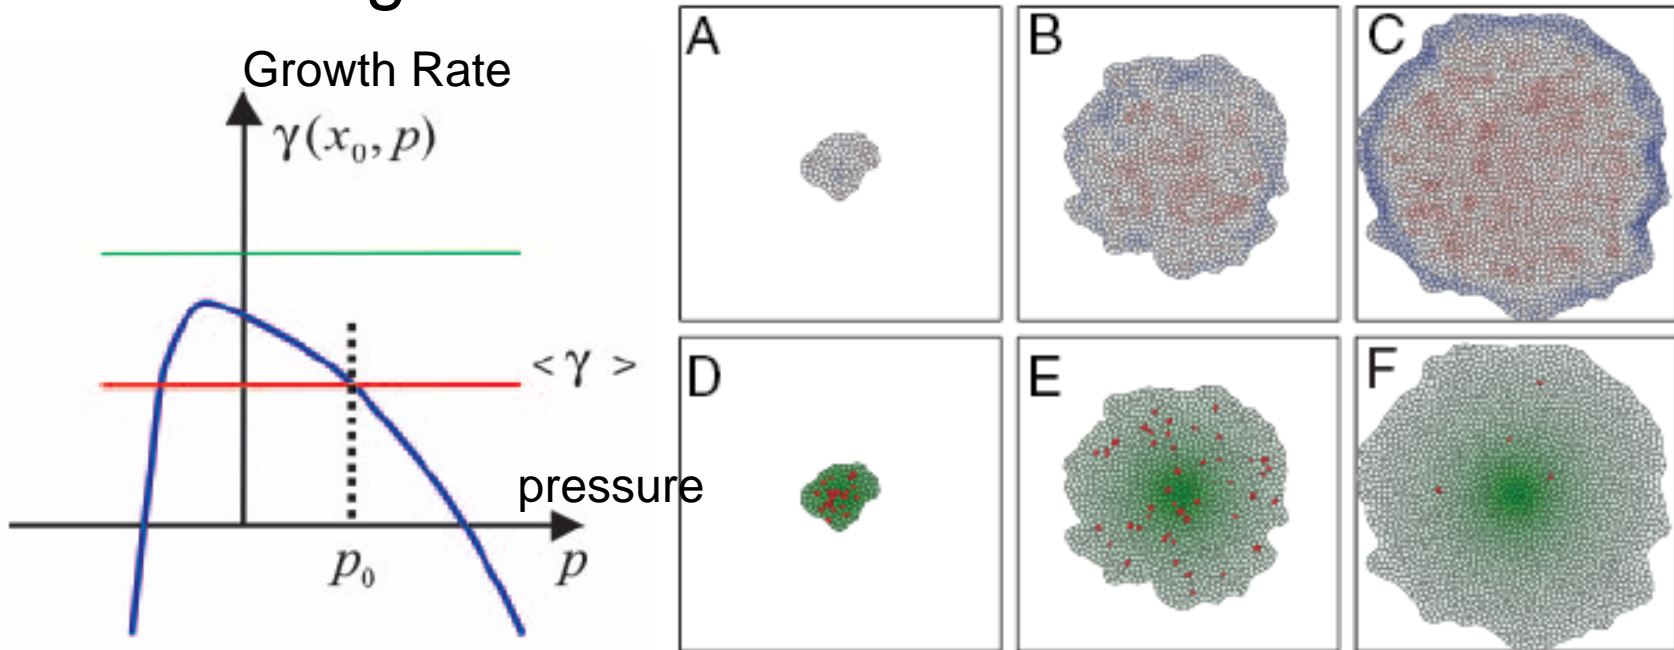 Growth Rate
γ(x₀, p)
< γ >
pressure
p₀
p
A
B
C
D
E
F